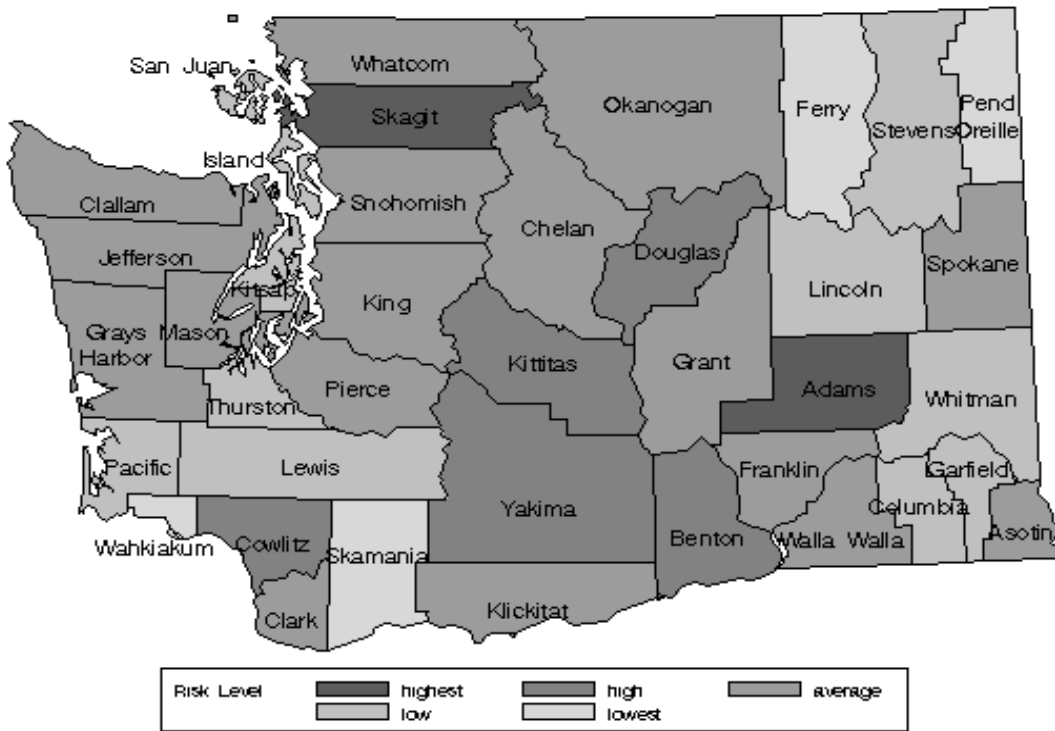 San Juan
Whatcom
Skagit
Okanogan
Ferry
Stevens
Pend
Oreille
Island
Clallam
Snohomish
Chelan
Douglas
Jefferson
Kitsap
King
Lincoln
Spokane
Grays
Harbor
Mason
Kittitas
Grant
Adams
Pierce
Thurston
Whitman
Pacific
Lewis
Yakima
Franklin
Garfield
Columbia
Wahkiakum
Cowlitz
Skamania
Benton
Walla Walla
Asotin
Clark
Klickitat
Risk Level
highest
high
average
low
lowest